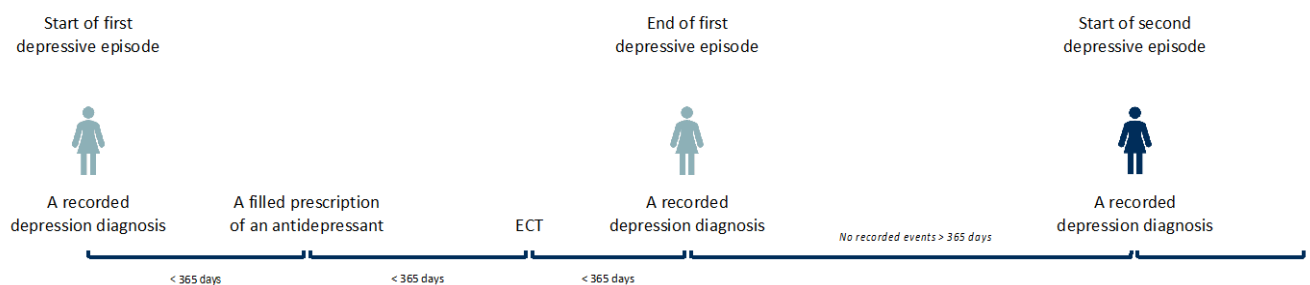 Start of first
depressive episode
End of first
depressive episode
Start of second
depressive episode
A recorded
depression diagnosis
A filled prescription
of an antidepressant
ECT
A recorded
depression diagnosis
No recorded events > 365 days
A recorded
depression diagnosis
< 365 days
< 365 days
< 365 days